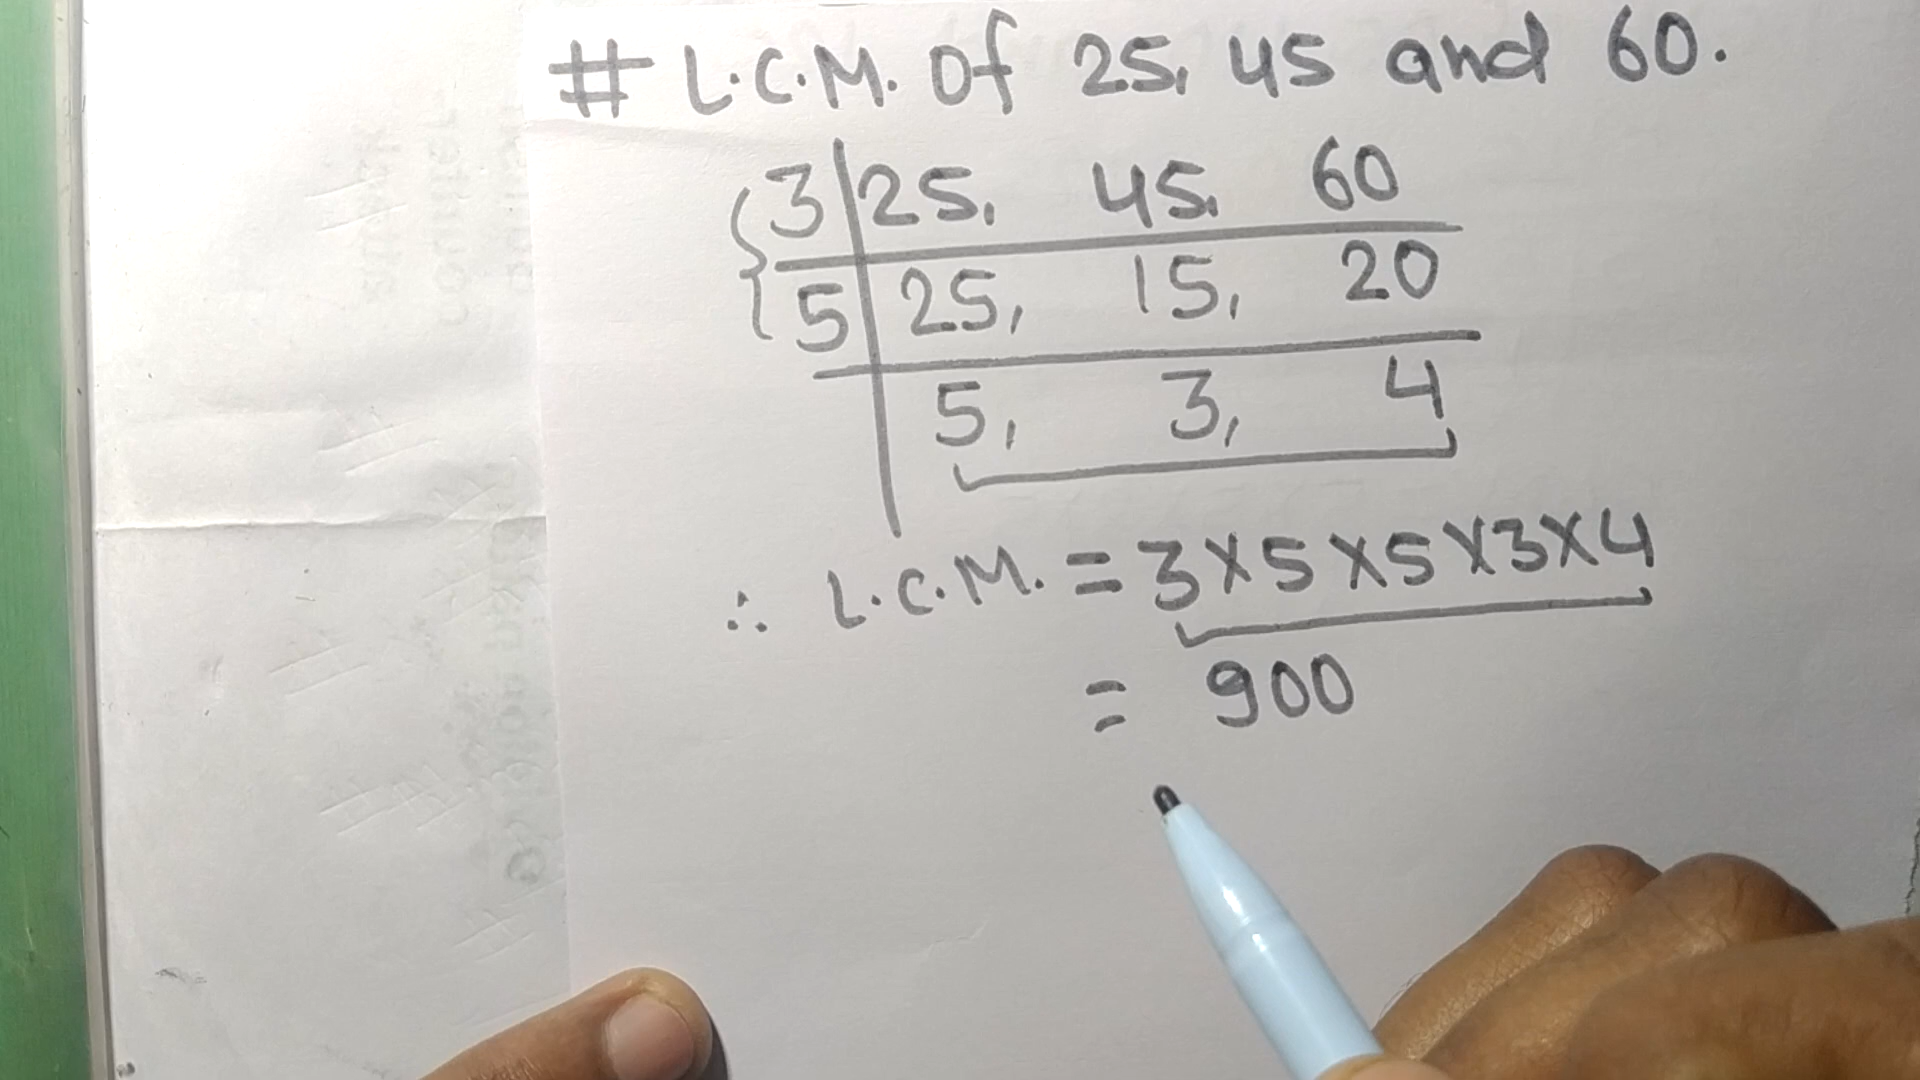 # L.C.M. of 25, 45 and 60.
3 | 25, 45, 60
5 | 25, 15, 20
5, 3, 4
∴ L.C.M. = 3×5×5×3×4
= 900